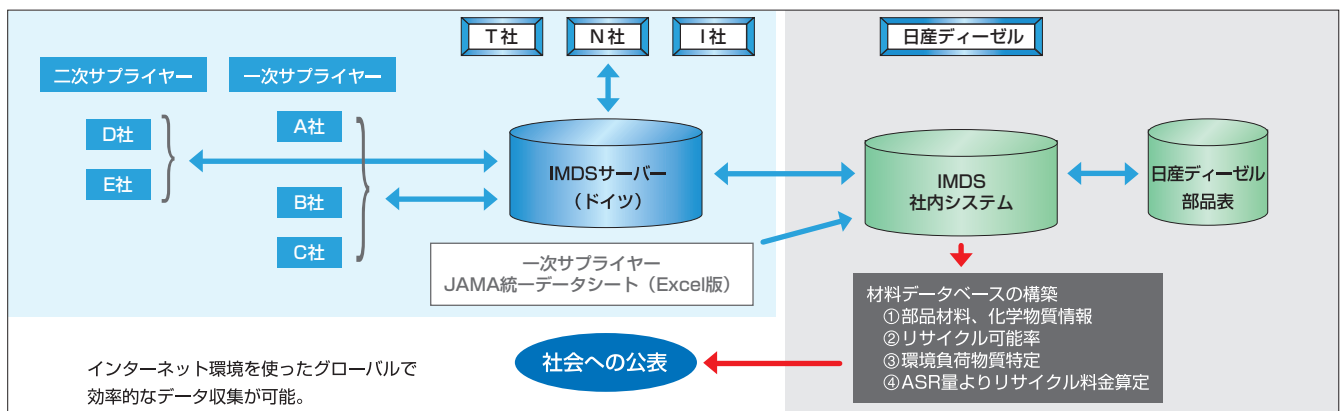 T社
N社
I社
日産ディーゼル
二次サプライヤー
一次サプライヤー
D社
E社
A社
B社
C社
IMDSサーバー
（ドイツ）
IMDS
社内システム
日産ディーゼル
部品表
一次サプライヤー
JAMA統一データシート（Excel版）
材料データベースの構築
①部品材料、化学物質情報
②リサイクル可能率
③環境負荷物質特定
④ASR量よりリサイクル料金算定
社会への公表
インターネット環境を使ったグローバルで
効率的なデータ収集が可能。